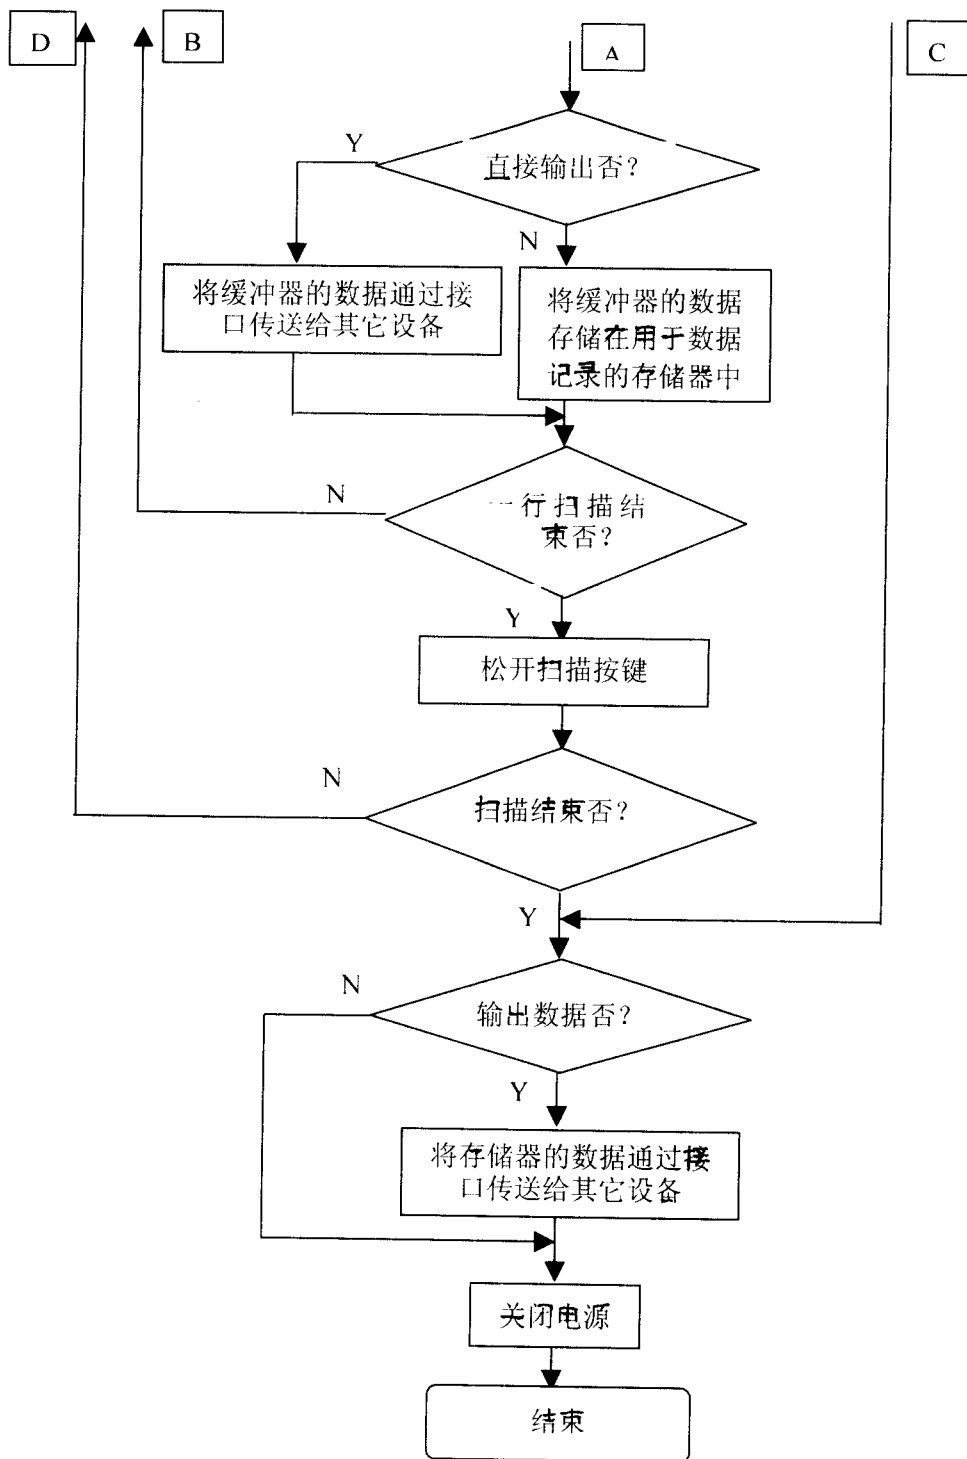 D
B
A
C
Y
直接输出否？
N
将缓冲器的数据通过接
口传送给其它设备
将缓冲器的数据
存储在用于数据
记录的存储器中
N
一行扫描结
束否？
Y
松开扫描按键
N
扫描结束否？
Y
N
输出数据否？
Y
将存储器的数据通过接
口传送给其它设备
关闭电源
结束